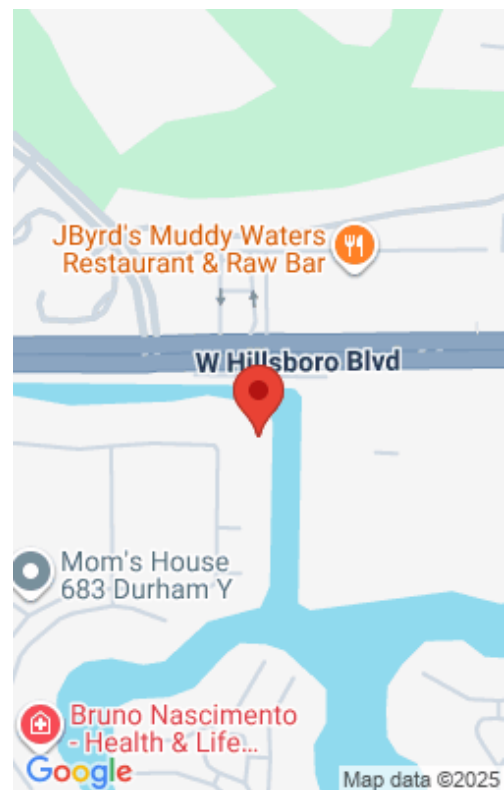 JByrd's Muddy Waters
Restaurant & Raw Bar
W Hillsboro Blvd
Mom's House
683 Durham Y
Bruno Nascimento
- Health & Life...
Google
Map data ©2025